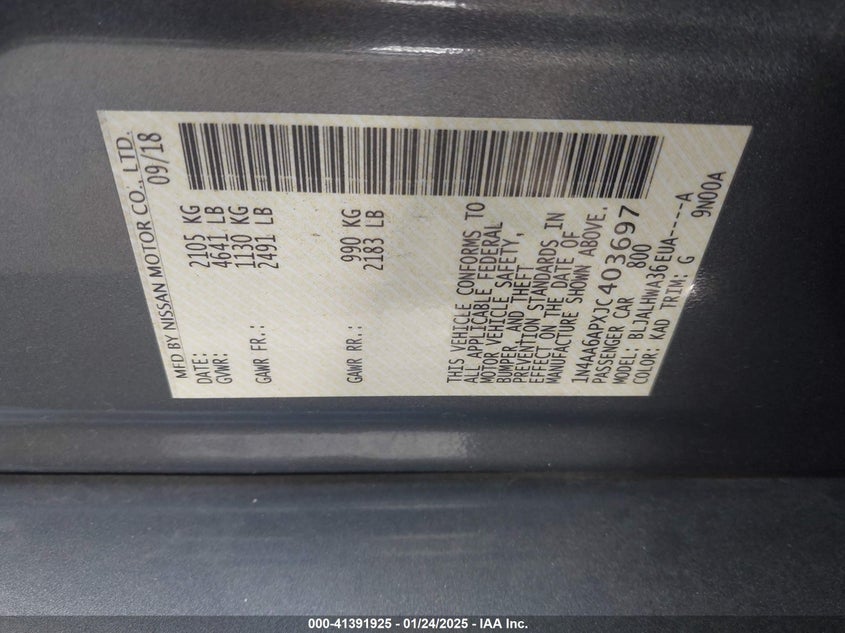 MFD BY NISSAN MOTOR CO., LTD.
DATE: 09/18
GVWR: 2105 KG
4641 LB
GAWR FR.: 1130 KG
2491 LB
GAWR RR.: 990 KG
2183 LB
THIS VEHICLE CONFORMS TO
ALL APPLICABLE FEDERAL
MOTOR VEHICLE SAFETY,
BUMPER, AND THEFT
PREVENTION STANDARDS IN
EFFECT ON THE DATE OF
MANUFACTURE SHOWN ABOVE.
1N4AA6APXJC403697
PASSENGER CAR 800
MODEL: BLJALHWA36EUA-----A
COLOR: KAD TRIM: G 9N00A
000-41391925 - 01/24/2025 - IAA Inc.